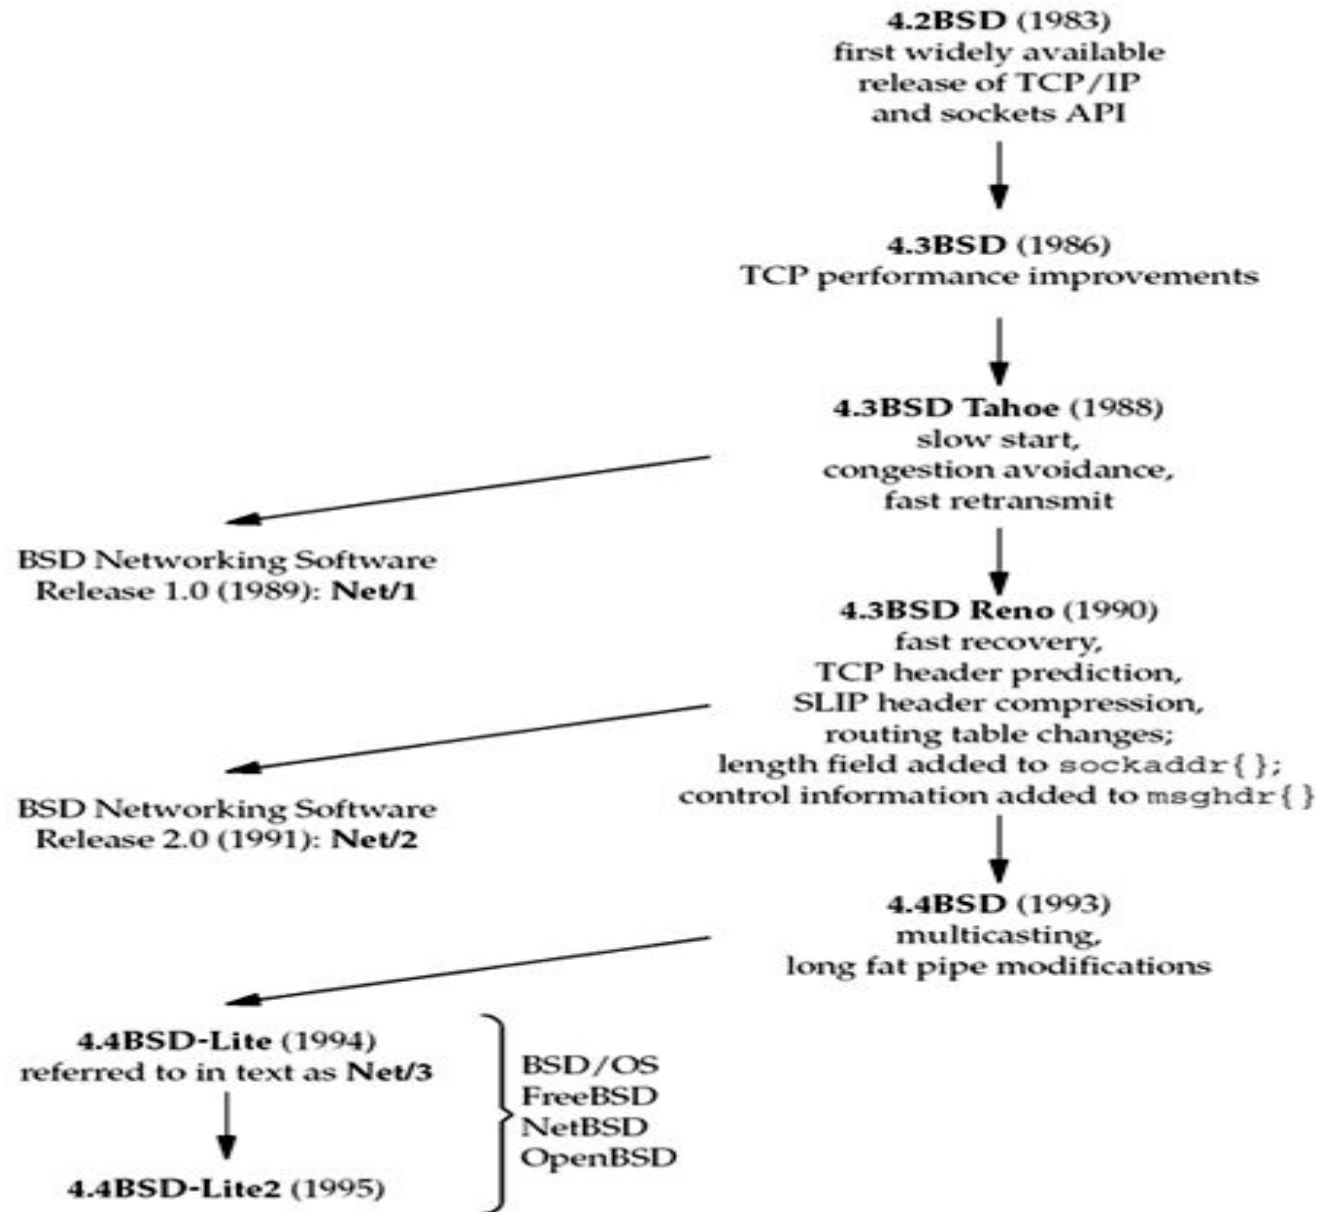 4.2BSD (1983)
first widely available
release of TCP/IP
and sockets API
4.3BSD (1986)
TCP performance improvements
4.3BSD Tahoe (1988)
slow start,
congestion avoidance,
fast retransmit
BSD Networking Software
Release 1.0 (1989): Net/1
4.3BSD Reno (1990)
fast recovery,
TCP header prediction,
SLIP header compression,
routing table changes;
length field added to sockaddr{};
control information added to msghdr{}
BSD Networking Software
Release 2.0 (1991): Net/2
4.4BSD (1993)
multicasting,
long fat pipe modifications
4.4BSD-Lite (1994)
referred to in text as Net/3
4.4BSD-Lite2 (1995)
BSD/OS
FreeBSD
NetBSD
OpenBSD